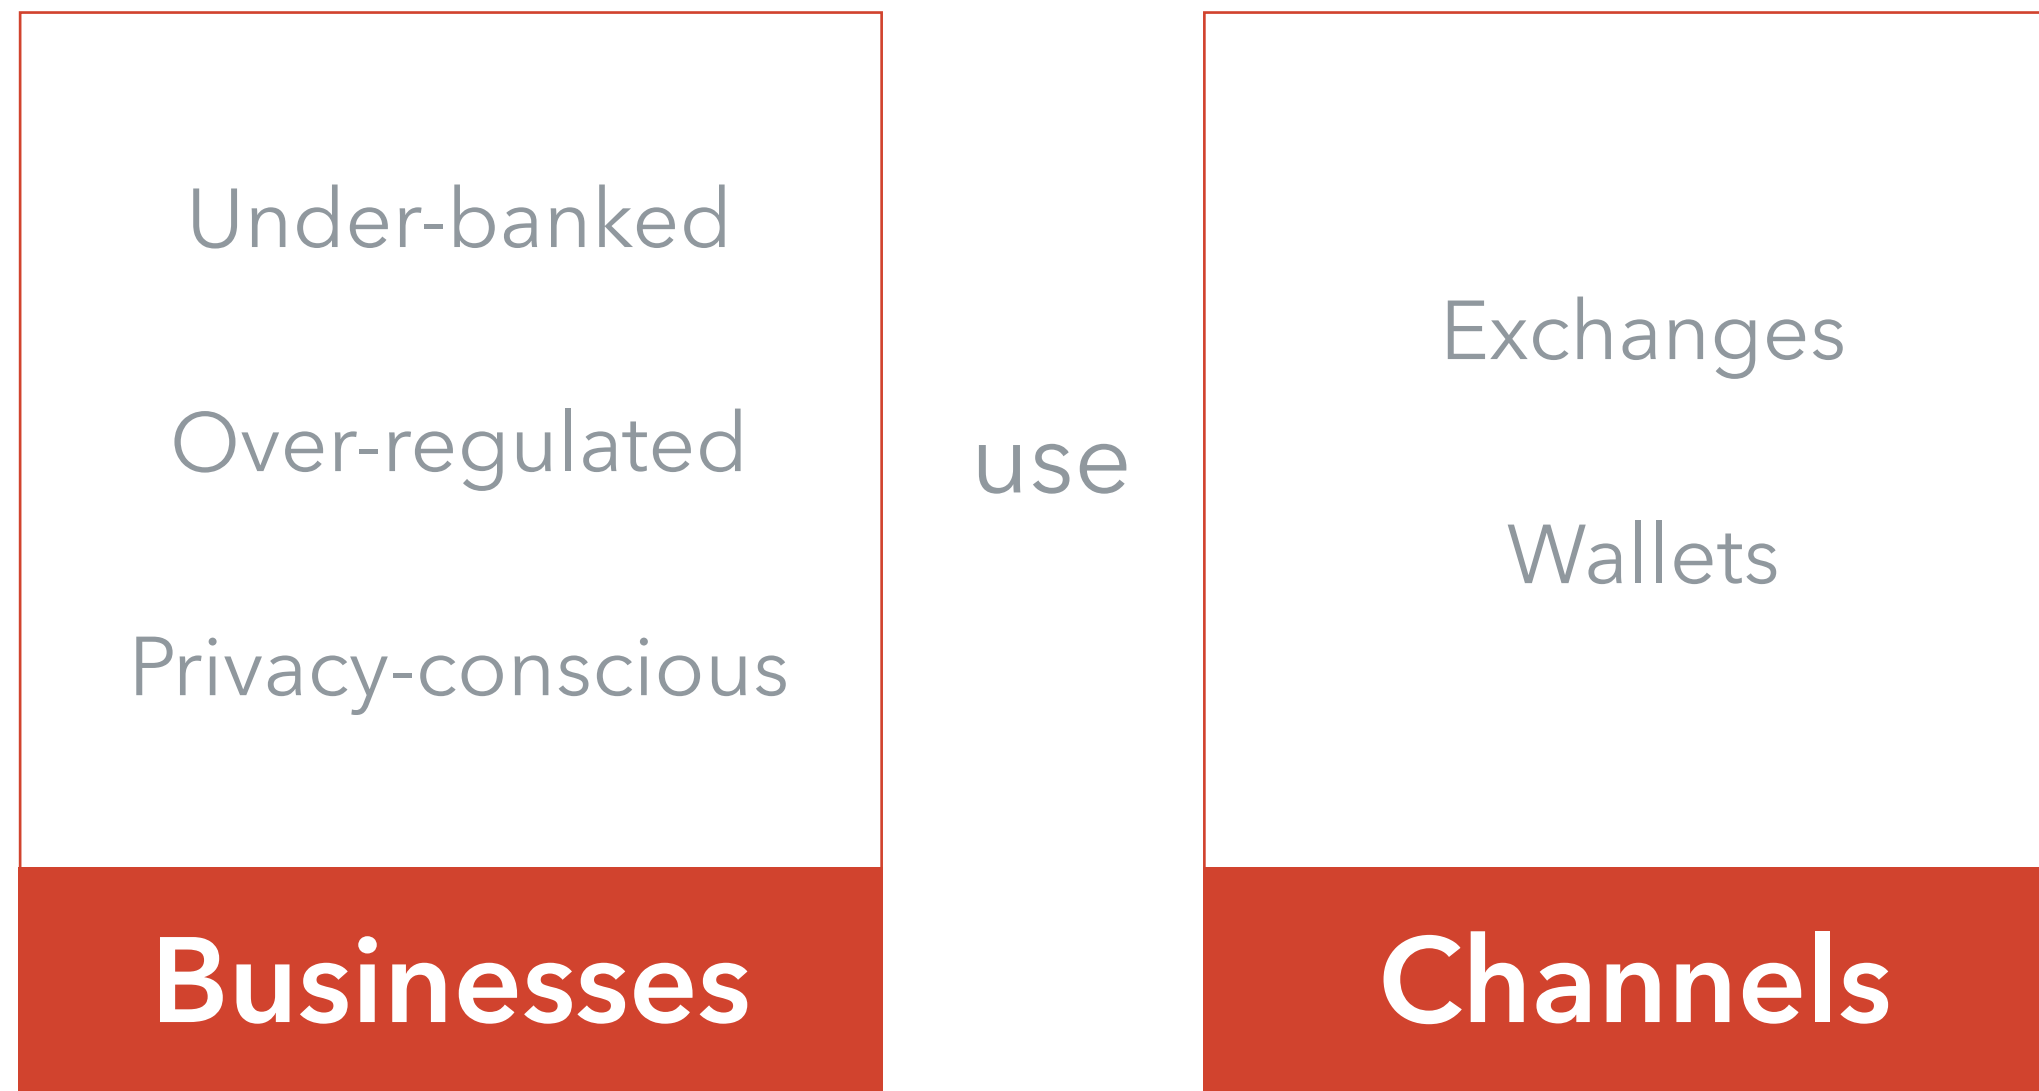 Under-banked
Over-regulated
Privacy-conscious
Businesses
use
Exchanges
Wallets
Channels